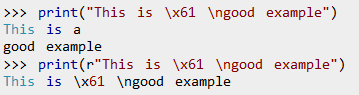 >>> print("This is \x61 \ngood example")
This is a
good example
>>> print(r"This is \x61 \ngood example")
This is \x61 \ngood example